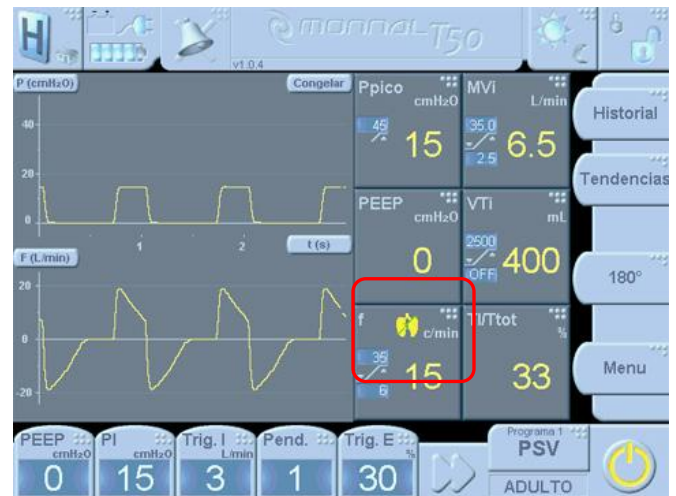 H
monnal T50
v1.0.4
P (cmH2O)
Congelar
40
20
0
1
2
t (s)
F (L/min)
20
0
-20
Ppico
cmH2O
45
15
MVi
L/min
35.0
2.5
6.5
PEEP
cmH2O
0
VTi
mL
2500
OFF
400
f
c/min
35
6
15
TI/Ttot
%
33
Historial
Tendencias
180°
Menu
PEEP
cmH2O
0
PI
cmH2O
15
Trig. I
L/min
3
Pend.
1
Trig. E
%
30
Programa 1
PSV
ADULTO